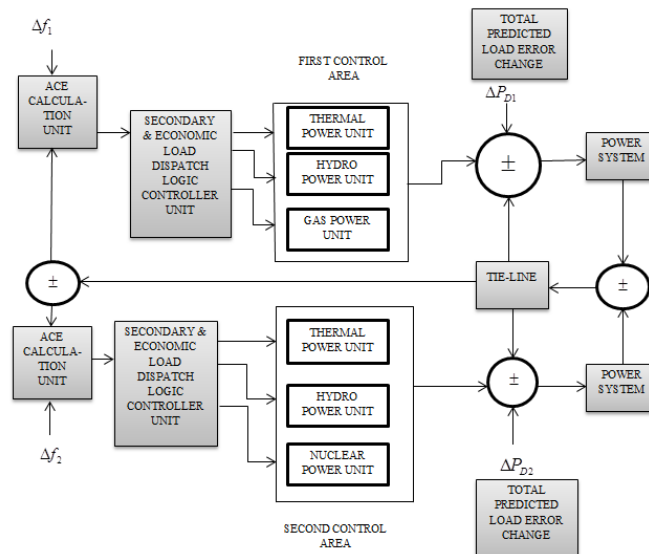 Δf₁
TOTAL
PREDICTED
LOAD ERROR
CHANGE
FIRST CONTROL
AREA
ACE
CALCULA-
TION
UNIT
ΔP_D1
SECONDARY
& ECONOMIC
LOAD
DISPATCH
LOGIC
CONTROLLER
UNIT
THERMAL
POWER UNIT
HYDRO
POWER UNIT
GAS POWER
UNIT
±
POWER
SYSTEM
±
TIE-LINE
±
ACE
CALCULA-
TION
UNIT
SECONDARY &
ECONOMIC
LOAD
DISPATCH
LOGIC
CONTROLLER
UNIT
THERMAL
POWER UNIT
HYDRO
POWER UNIT
NUCLEAR
POWER UNIT
±
POWER
SYSTEM
Δf₂
ΔP_D2
TOTAL
PREDICTED
LOAD ERROR
CHANGE
SECOND CONTROL
AREA